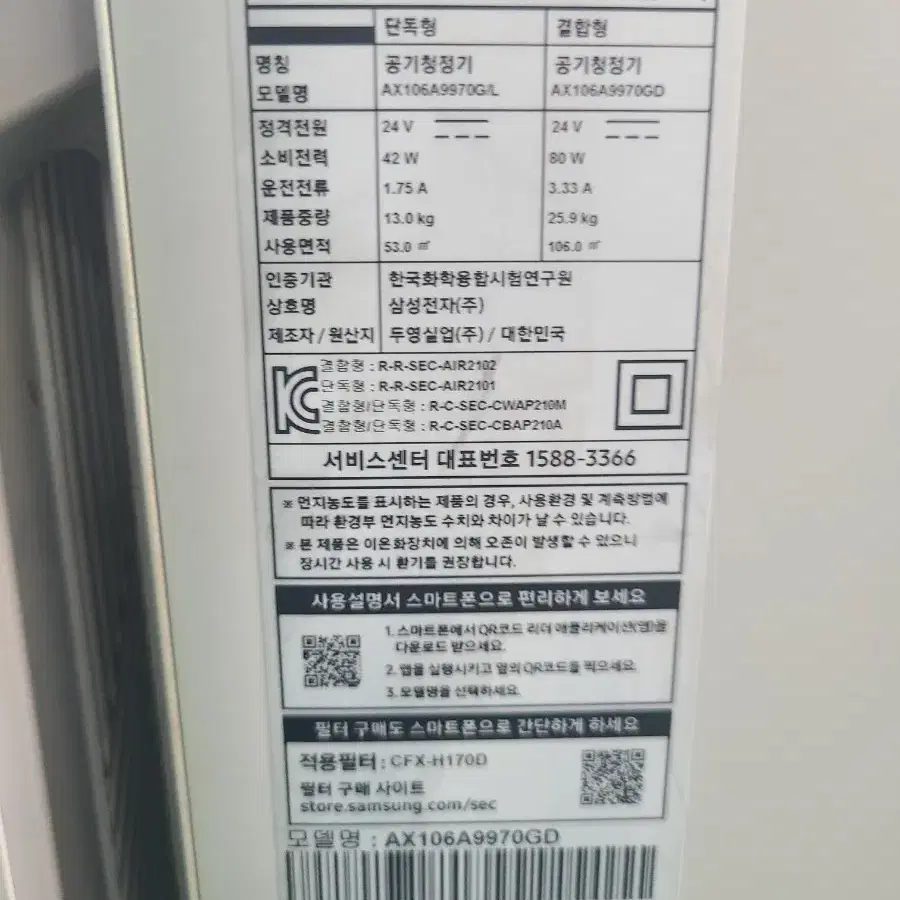 단독형 결합형
명칭 공기청정기 공기청정기
모델명 AX106A9970G/L AX106A9970GD
정격전원 24 V 24 V
소비전력 42 W 80 W
운전전류 1.75 A 3.33 A
제품중량 13.0 kg 25.9 kg
사용면적 53.0 ㎡ 106.0 ㎡
인증기관 한국화학융합시험연구원
상호명 삼성전자(주)
제조자 / 원산지 두영실업(주) / 대한민국
결합형 : R-R-SEC-AIR2102
단독형 : R-R-SEC-AIR2101
결합형/단독형 : R-C-SEC-CWAP210M
결합형/단독형 : R-C-SEC-CBAP210A
서비스센터 대표번호 1588-3366
※ 먼지농도를 표시하는 제품의 경우, 사용환경 및 계측방법에
따라 환경부 먼지농도 수치와 차이가 날 수 있습니다.
※ 본 제품은 이온화장치에 의해 오존이 발생할 수 있으니
장시간 사용 시 환기를 권장합니다.
사용설명서 스마트폰으로 편리하게 보세요
1. 스마트폰에서 QR코드 리더 애플리케이션(앱)을
다운로드 받으세요.
2. 앱을 실행시키고 옆의 QR코드를 찍으세요.
3. 모델명을 선택하세요.
필터 구매도 스마트폰으로 간단하게 하세요
적용필터 : CFX-H170D
필터 구매 사이트
store.samsung.com/sec
모델명 : AX106A9970GD